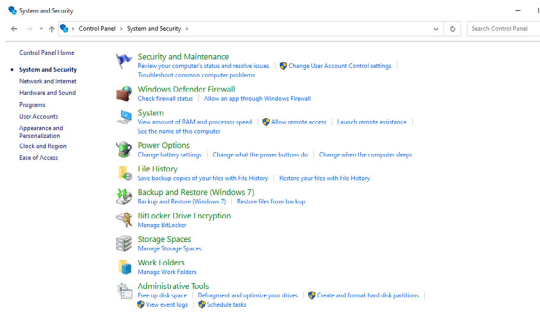 System and Security
Control Panel > System and Security >
Search Control Panel
Control Panel Home
System and Security
Network and Internet
Hardware and Sound
Programs
User Accounts
Appearance and
Personalization
Clock and Region
Ease of Access
Security and Maintenance
Review your computer's status and resolve issues | Change User Account Control settings |
Troubleshoot common computer problems
Windows Defender Firewall
Check firewall status | Allow an app through Windows Firewall
System
View amount of RAM and processor speed | Allow remote access | Launch remote assistance |
See the name of this computer
Power Options
Change battery settings | Change what the power buttons do | Change when the computer sleeps
File History
Save backup copies of your files with File History | Restore your files with File History
Backup and Restore (Windows 7)
Backup and Restore (Windows 7) | Restore files from backup
BitLocker Drive Encryption
Manage BitLocker
Storage Spaces
Manage Storage Spaces
Work Folders
Manage Work Folders
Administrative Tools
Free up disk space | Defragment and optimize your drives | Create and format hard disk partitions |
View event logs | Schedule tasks